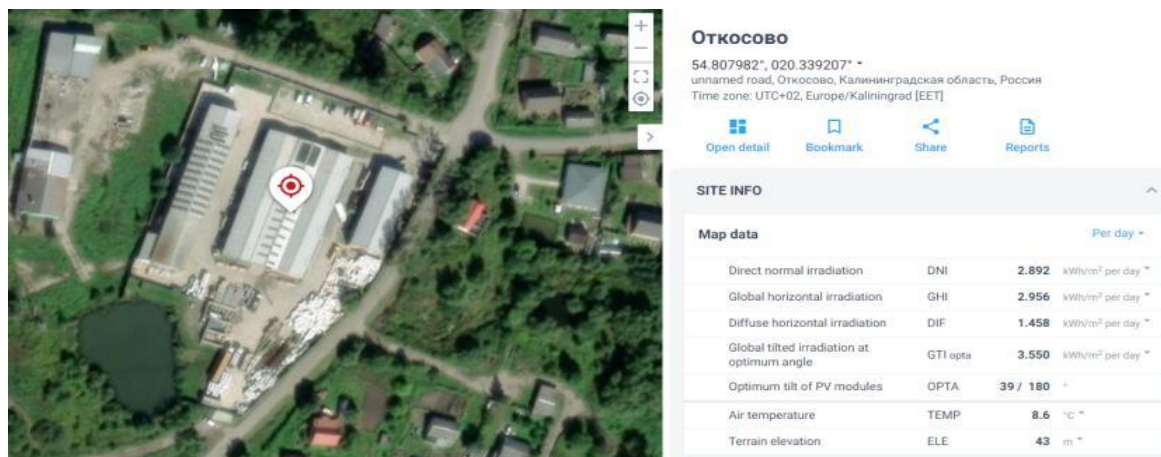 Откосово
54.807982°, 020.339207°
unnamed road, Откосово, Калининградская область, Россия
Time zone: UTC+02, Europe/Kaliningrad [EET]
Open detail Bookmark Share Reports
SITE INFO
Map data Per day
Direct normal irradiation DNI 2.892 kWh/m² per day
Global horizontal irradiation GHI 2.956 kWh/m² per day
Diffuse horizontal irradiation DIF 1.458 kWh/m² per day
Global tilted irradiation at
optimum angle GTI opta 3.550 kWh/m² per day
Optimum tilt of PV modules OPTA 39 / 180 °
Air temperature TEMP 8.6 °C
Terrain elevation ELE 43 m